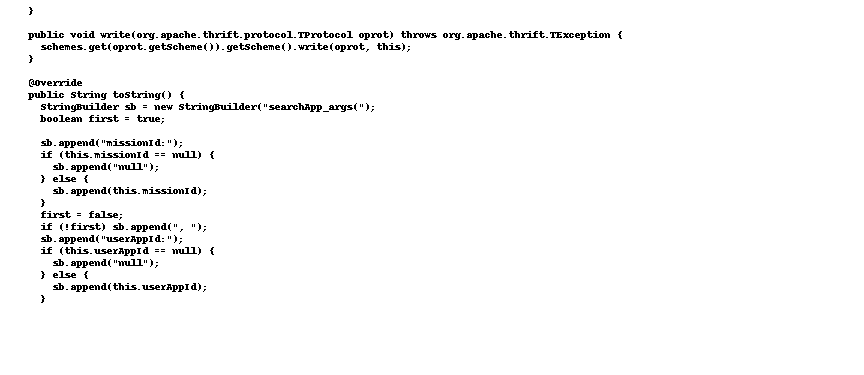 }
public void write(org.apache.thrift.protocol.TProtocol oprot) throws org.apache.thrift.TException {
schemes.get(oprot.getScheme()).getScheme().write(oprot, this);
}
@Override
public String toString() {
StringBuilder sb = new StringBuilder("searchApp_args(");
boolean first = true;
sb.append("missionId:");
if (this.missionId == null) {
sb.append("null");
} else {
sb.append(this.missionId);
}
first = false;
if (!first) sb.append(", ");
sb.append("userAppId:");
if (this.userAppId == null) {
sb.append("null");
} else {
sb.append(this.userAppId);
}